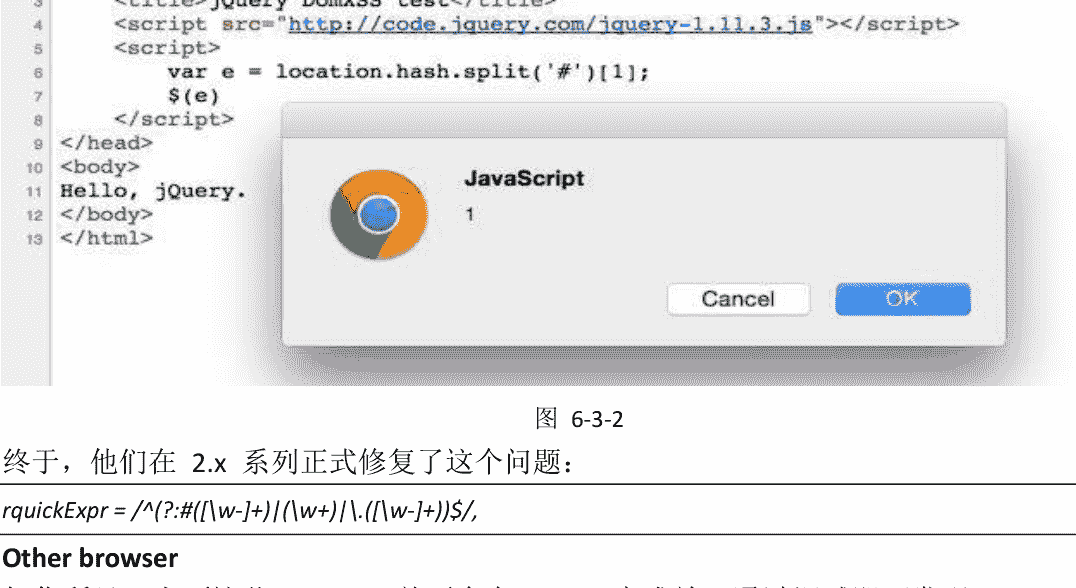 3 <title>jQuery DomXSS test</title>
4 <script src="http://code.jquery.com/jquery-1.11.3.js"></script>
5 <script>
6 var e = location.hash.split('#')[1];
7 $(e)
8 </script>
9 </head>
10 <body>
11 Hello, jQuery.
12 </body>
13 </html>
JavaScript
1
Cancel OK
图 6-3-2
终于，他们在 2.x 系列正式修复了这个问题：
rquickExpr = /^(?:#([\w-]+)|(\w+)|\.([\w-]+))$/,
Other browser